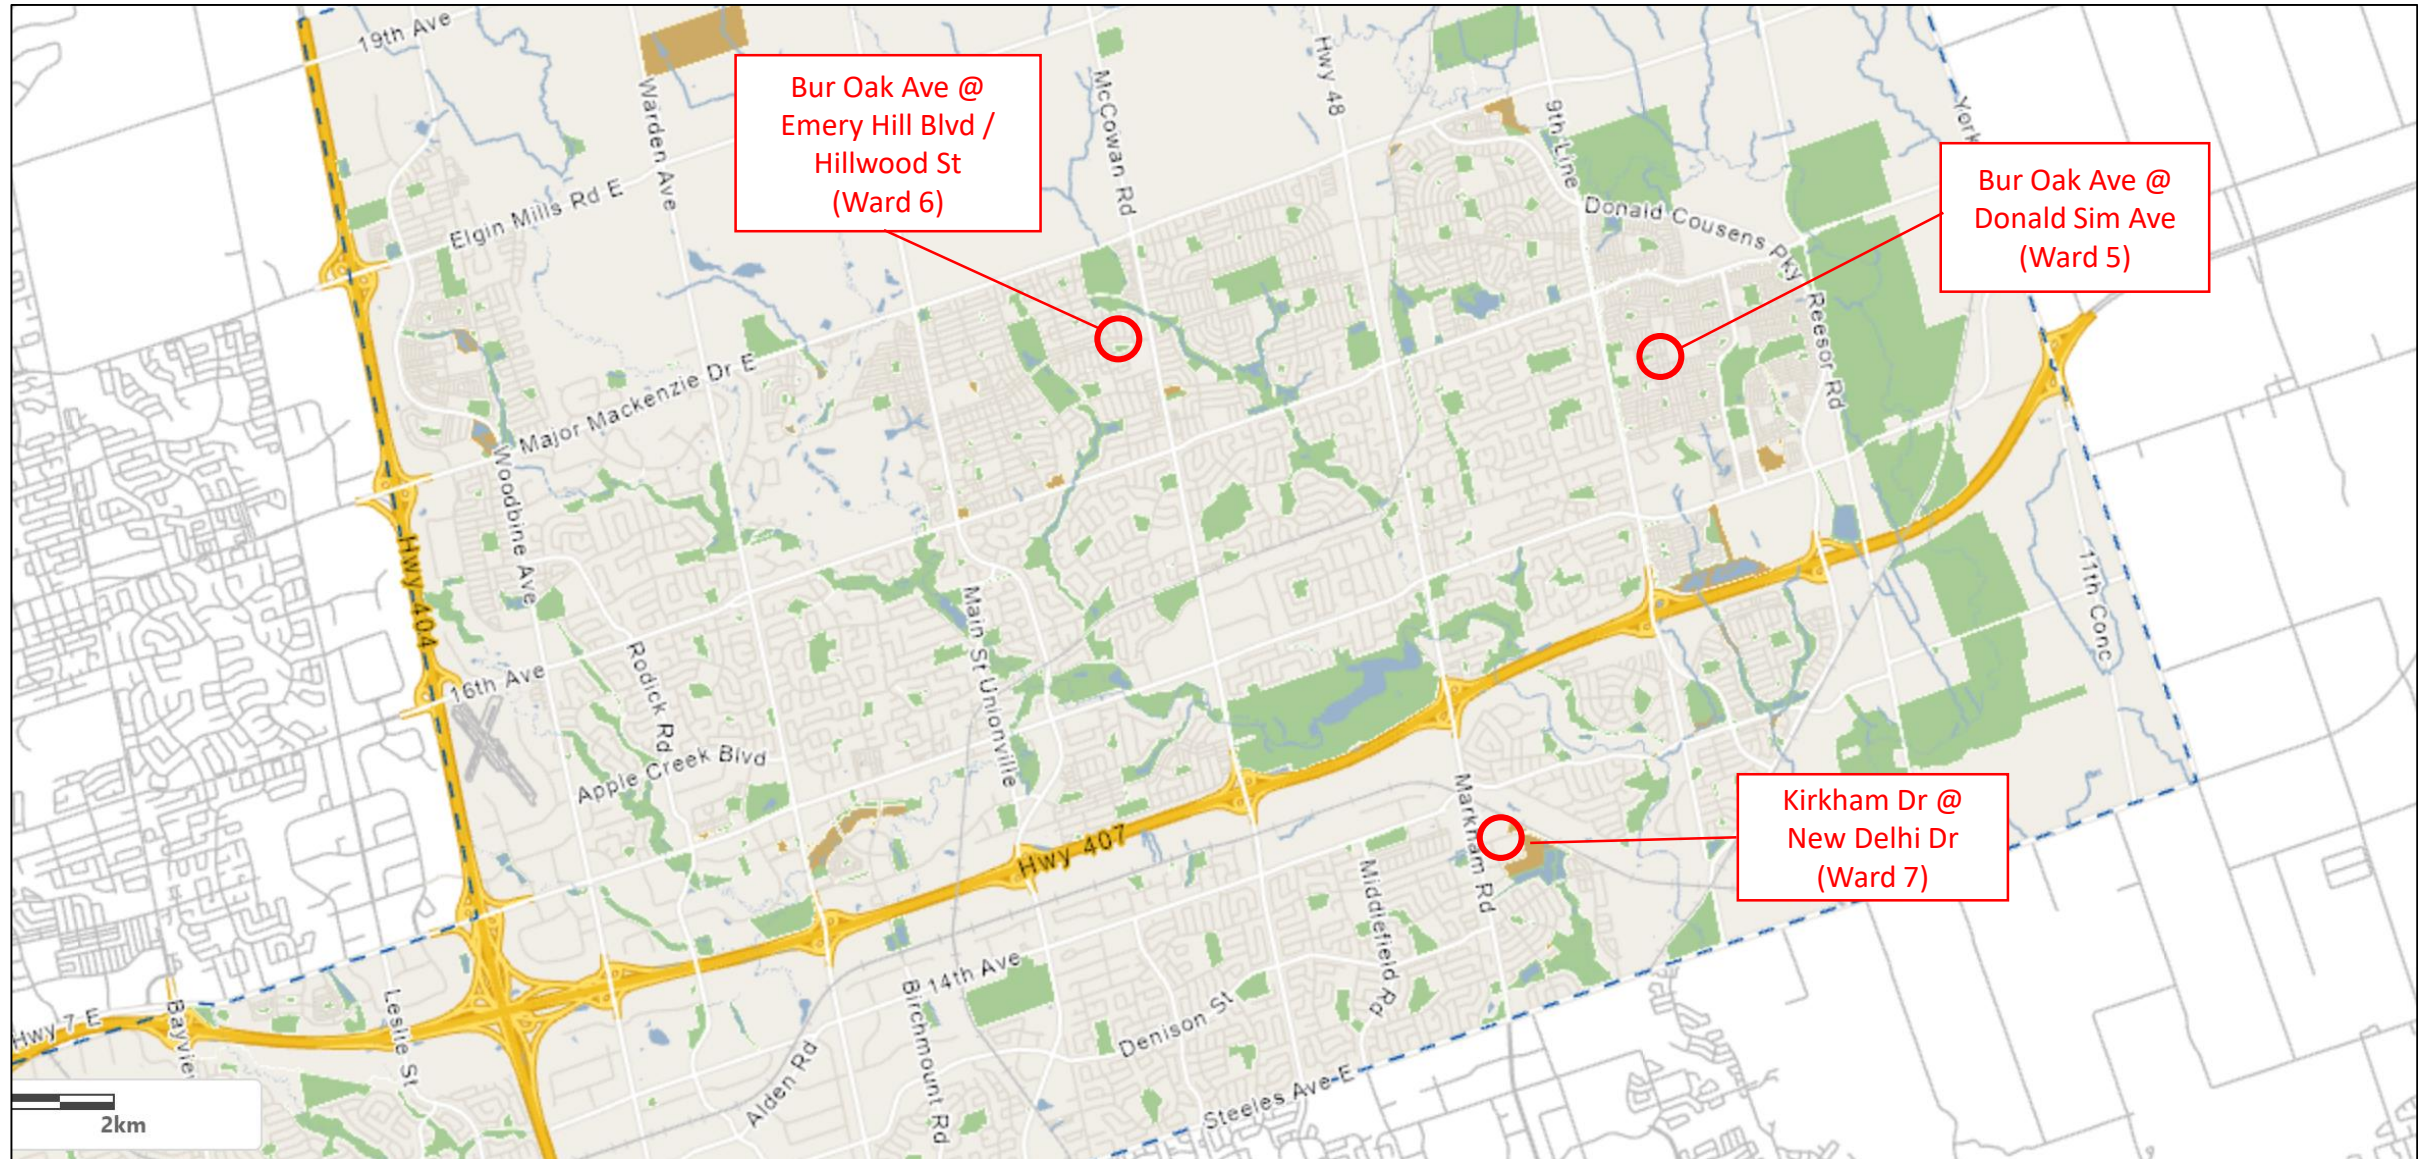 19th Ave
Warden Ave
Bur Oak Ave @
Emery Hill Blvd /
Hillwood St
(Ward 6)
McCowan Rd
Hwy 48
9th Line
York
Bur Oak Ave @
Donald Sim Ave
(Ward 5)
Elgin Mills Rd E
Donald Cousens Pky
Reesor Rd
Major Mackenzie Dr E
Woodbine Ave
Hwy 404
Main St Unionville
11th Conc
16th Ave
Rodick Rd
Apple Creek Blvd
Markham Rd
Kirkham Dr @
New Delhi Dr
(Ward 7)
Hwy 407
Middlefield Rd
14th Ave
Birchmount Rd
Denison St
Hwy 7 E
Leslie St
Alden Rd
Steeles Ave E
2km